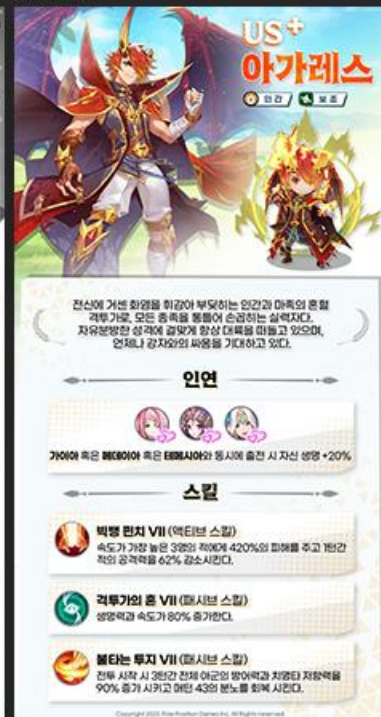 US+
아가레스
인간 / 보조 /
전신에 거센 화염을 휘감아 부딪히는 인간과 마족의 혼혈
격투가로, 모든 종족을 통틀어 손꼽히는 실력자다.
자유분방한 성격에 걸맞게 항상 대륙을 떠돌고 있으며,
언제나 강자와의 싸움을 기대하고 있다.
인연
가이아 혹은 메데이아 혹은 테메시아와 동시에 출전 시 자신 생명 +20%
스킬
빅뱅 펀치 VII (액티브 스킬)
속도가 가장 높은 3명의 적에게 420%의 피해를 주고 1턴간
적의 공격력을 62% 감소시킨다.
격투가의 혼 VII (패시브 스킬)
생명력과 속도가 80% 증가한다.
불타는 투지 VII (패시브 스킬)
전투 시작 시 3턴간 전체 아군의 방어력과 치명타 저항력을
90% 증가 시키고 매턴 43의 분노를 회복 시킨다.